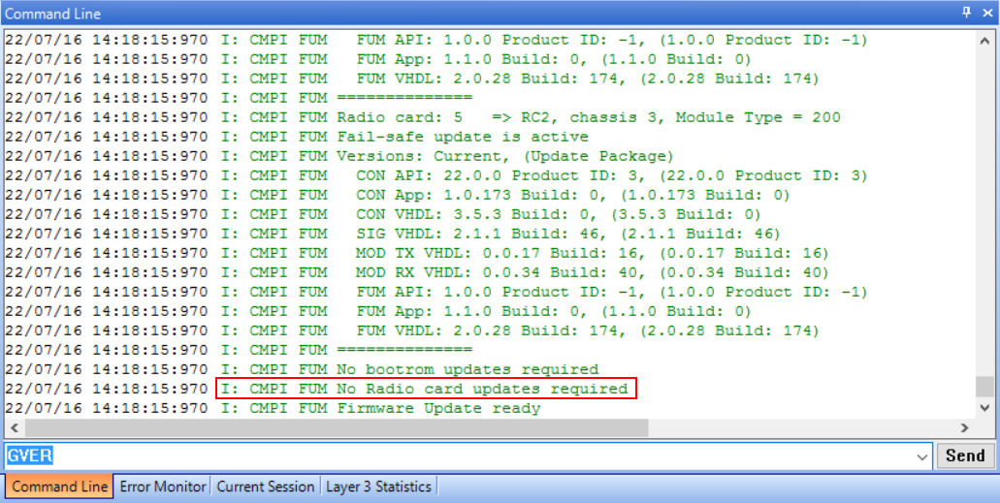 Command Line
22/07/16 14:18:15:970 I: CMPI FUM   FUM API: 1.0.0 Product ID: -1, (1.0.0 Product ID: -1)
22/07/16 14:18:15:970 I: CMPI FUM   FUM App: 1.1.0 Build: 0, (1.1.0 Build: 0)
22/07/16 14:18:15:970 I: CMPI FUM   FUM VHDL: 2.0.28 Build: 174, (2.0.28 Build: 174)
22/07/16 14:18:15:970 I: CMPI FUM ==============
22/07/16 14:18:15:970 I: CMPI FUM Radio card: 5   => RC2, chassis 3, Module Type = 200
22/07/16 14:18:15:970 I: CMPI FUM Fail-safe update is active
22/07/16 14:18:15:970 I: CMPI FUM Versions: Current, (Update Package)
22/07/16 14:18:15:970 I: CMPI FUM   CON API: 22.0.0 Product ID: 3, (22.0.0 Product ID: 3)
22/07/16 14:18:15:970 I: CMPI FUM   CON App: 1.0.173 Build: 0, (1.0.173 Build: 0)
22/07/16 14:18:15:970 I: CMPI FUM   CON VHDL: 3.5.3 Build: 0, (3.5.3 Build: 0)
22/07/16 14:18:15:970 I: CMPI FUM   SIG VHDL: 2.1.1 Build: 46, (2.1.1 Build: 46)
22/07/16 14:18:15:970 I: CMPI FUM   MOD TX VHDL: 0.0.17 Build: 16, (0.0.17 Build: 16)
22/07/16 14:18:15:970 I: CMPI FUM   MOD RX VHDL: 0.0.34 Build: 40, (0.0.34 Build: 40)
22/07/16 14:18:15:970 I: CMPI FUM   FUM API: 1.0.0 Product ID: -1, (1.0.0 Product ID: -1)
22/07/16 14:18:15:970 I: CMPI FUM   FUM App: 1.1.0 Build: 0, (1.1.0 Build: 0)
22/07/16 14:18:15:970 I: CMPI FUM   FUM VHDL: 2.0.28 Build: 174, (2.0.28 Build: 174)
22/07/16 14:18:15:970 I: CMPI FUM ==============
22/07/16 14:18:15:970 I: CMPI FUM No bootrom updates required
22/07/16 14:18:15:970 I: CMPI FUM No Radio card updates required
22/07/16 14:18:15:970 I: CMPI FUM Firmware Update ready
GVER Send
Command Line Error Monitor Current Session Layer 3 Statistics